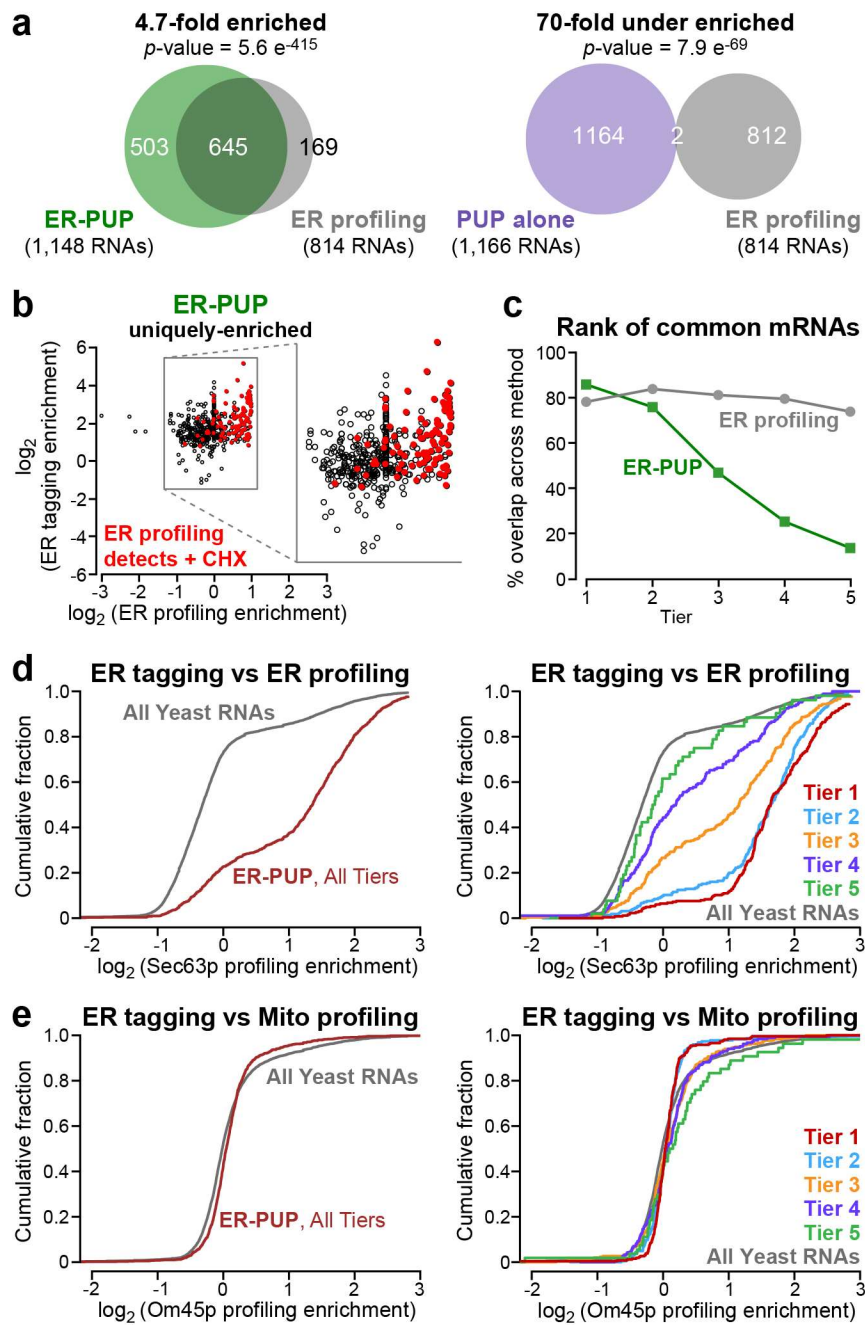 a
4.7-fold enriched
p-value = 5.6 e-415
503
645
169
ER-PUP
(1,148 RNAs)
ER profiling
(814 RNAs)
70-fold under enriched
p-value = 7.9 e-69
1164
2
812
PUP alone
(1,166 RNAs)
ER profiling
(814 RNAs)
b
ER-PUP
uniquely-enriched
log2
(ER tagging enrichment)
6
4
2
0
-2
-4
-6
ER profiling
detects + CHX
-3 -2 -1 0 1 2 3
log2 (ER profiling enrichment)
c
Rank of common mRNAs
% overlap across method
100
80
60
40
20
0
ER profiling
ER-PUP
1 2 3 4 5
Tier
d
ER tagging vs ER profiling
Cumulative fraction
1.0
0.8
0.6
0.4
0.2
0
All Yeast RNAs
ER-PUP, All Tiers
-2 -1 0 1 2 3
log2 (Sec63p profiling enrichment)
ER tagging vs ER profiling
Cumulative fraction
1.0
0.8
0.6
0.4
0.2
0
Tier 1
Tier 2
Tier 3
Tier 4
Tier 5
All Yeast RNAs
-2 -1 0 1 2 3
log2 (Sec63p profiling enrichment)
e
ER tagging vs Mito profiling
Cumulative fraction
1.0
0.8
0.6
0.4
0.2
0
All Yeast RNAs
ER-PUP, All Tiers
-2 -1 0 1 2 3
log2 (Om45p profiling enrichment)
ER tagging vs Mito profiling
Cumulative fraction
1.0
0.8
0.6
0.4
0.2
0
Tier 1
Tier 2
Tier 3
Tier 4
Tier 5
All Yeast RNAs
-2 -1 0 1 2 3
log2 (Om45p profiling enrichment)